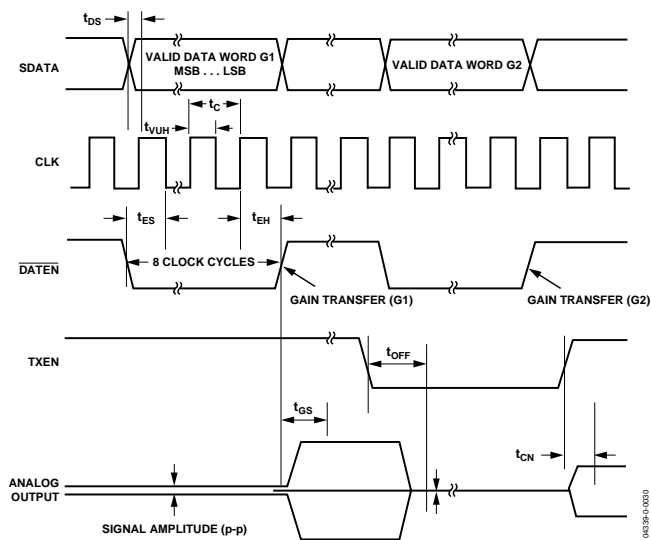 tDS
SDATA
VALID DATA WORD G1
MSB . . . LSB
VALID DATA WORD G2
tC
tVUH
CLK
tES
tEH
DATEN
8 CLOCK CYCLES
GAIN TRANSFER (G1)
GAIN TRANSFER (G2)
TXEN
tOFF
tGS
tCN
ANALOG
OUTPUT
SIGNAL AMPLITUDE (p-p)
04339-0-0030